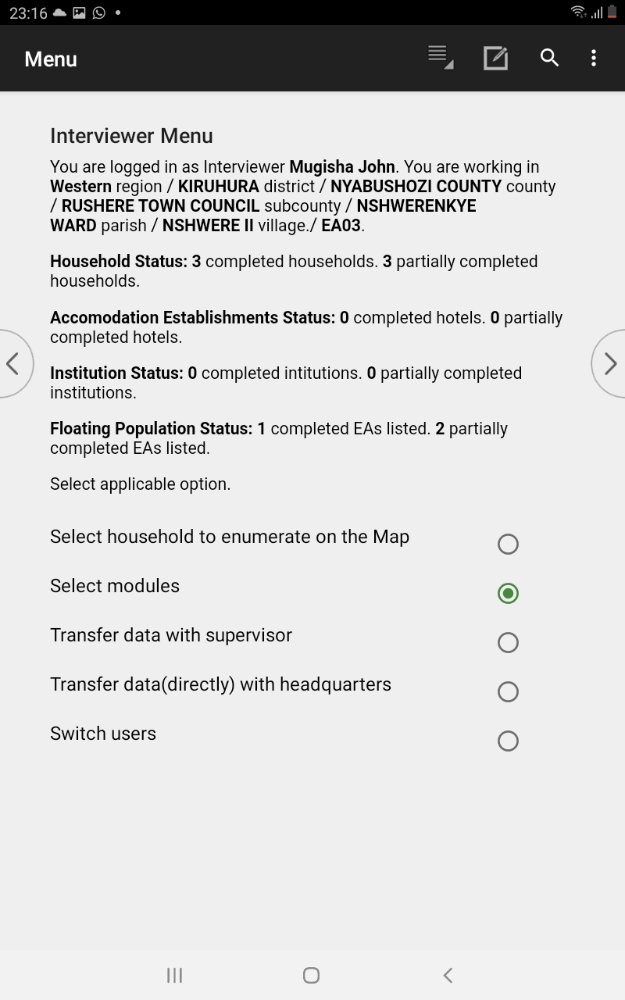 23:16
Menu
Interviewer Menu
You are logged in as Interviewer Mugisha John. You are working in
Western region / KIRUHURA district / NYABUSHOZI COUNTY county
/ RUSHERE TOWN COUNCIL subcounty / NSHWERENKYE
WARD parish / NSHWERE II village./ EA03.
Household Status: 3 completed households. 3 partially completed
households.
Accomodation Establishments Status: 0 completed hotels. 0 partially
completed hotels.
Institution Status: 0 completed intitutions. 0 partially completed
institutions.
Floating Population Status: 1 completed EAs listed. 2 partially
completed EAs listed.
Select applicable option.
Select household to enumerate on the Map
Select modules
Transfer data with supervisor
Transfer data(directly) with headquarters
Switch users